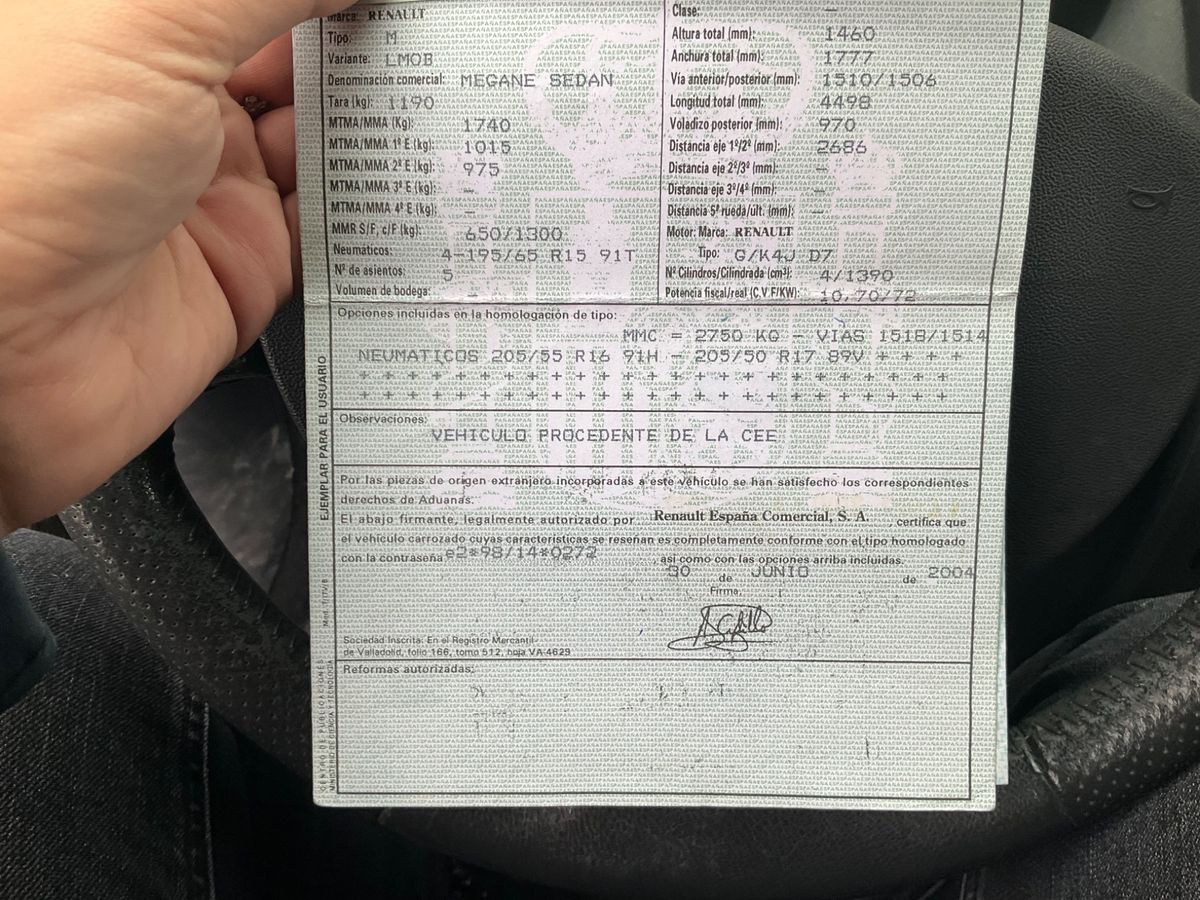 Marca: RENAULT
Tipo M
Variante: LMOB
Denominación comercial: MEGANE SEDAN
Tara (kg): 1190
MTMA/MMA (Kg): 1740
MTMA/MMA 1º E (kg): 1015
MTMA/MMA 2º E (kg): 975
MTMA/MMA 3º E (kg): -
MTMA/MMA 4º E (kg): -
MMR S/F, c/F (kg): 650/1300
Neumaticos: 4-195/65 R15 91T
Nº de asientos: 5
Volumen de bodega: -
Clase: -
Altura total (mm): 1460
Anchura total (mm): 1777
Vía anterior/posterior (mm): 1510/1506
Longitud total (mm): 4498
Voladizo posterior (mm): 970
Distancia eje 1º/2º (mm): 2686
Distancia eje 2º/3º (mm): -
Distancia eje 3º/4º (mm): -
Distancia 5ª rueda/últ. (mm): -
Motor: Marca: RENAULT
Tipo: G/K4J D7
Nº Cilindros/Cilindrada (cm³): 4/1390
Potencia fiscal/real (C.V.F/KW): 10,70/72
Opciones incluidas en la homologación de tipo:
MMC = 2750 KG - VIAS 1518/1514
NEUMATICOS 205/55 R16 91H - 205/50 R17 89V + + + +
+ + + + + + + + + + + + + + + + + + + + + + + +
+ + + + + + + + + + + + + + + + + + + + + + + +
Observaciones:
VEHICULO PROCEDENTE DE LA CEE
Por las piezas de origen extranjero incorporadas a este vehículo se han satisfecho los correspondientes
derechos de Aduanas.
El abajo firmante, legalmente autorizado por Renault España Comercial, S. A. , certifica que
el vehículo carrozado cuyas características se reseñan es completamente conforme con el tipo homologado
con la contraseña e2*98/14*0272 , así como con las opciones arriba incluidas.
30 de JUNIO de 2004
Firma,
Sociedad Inscrita. En el Registro Mercantil
de Valladolid, folio 166, tomo 512, hoja VA-4629
Reformas autorizadas:
EJEMPLAR PARA EL USUARIO
CENTRO DE PUBLICACIONES
MINISTERIO DE CIENCIA Y TECNOLOGIA